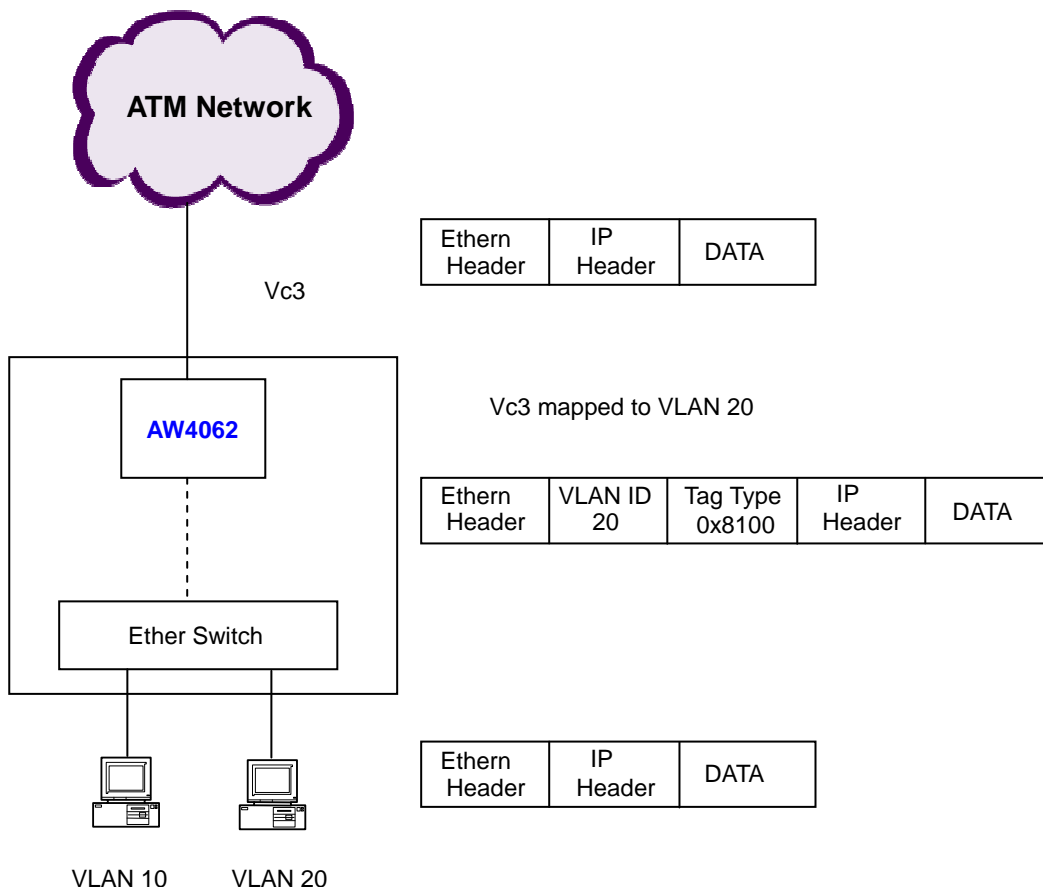 ATM Network
Ethern Header
IP Header
DATA
Vc3
AW4062
Vc3 mapped to VLAN 20
Ethern Header
VLAN ID 20
Tag Type 0x8100
IP Header
DATA
Ether Switch
Ethern Header
IP Header
DATA
VLAN 10
VLAN 20